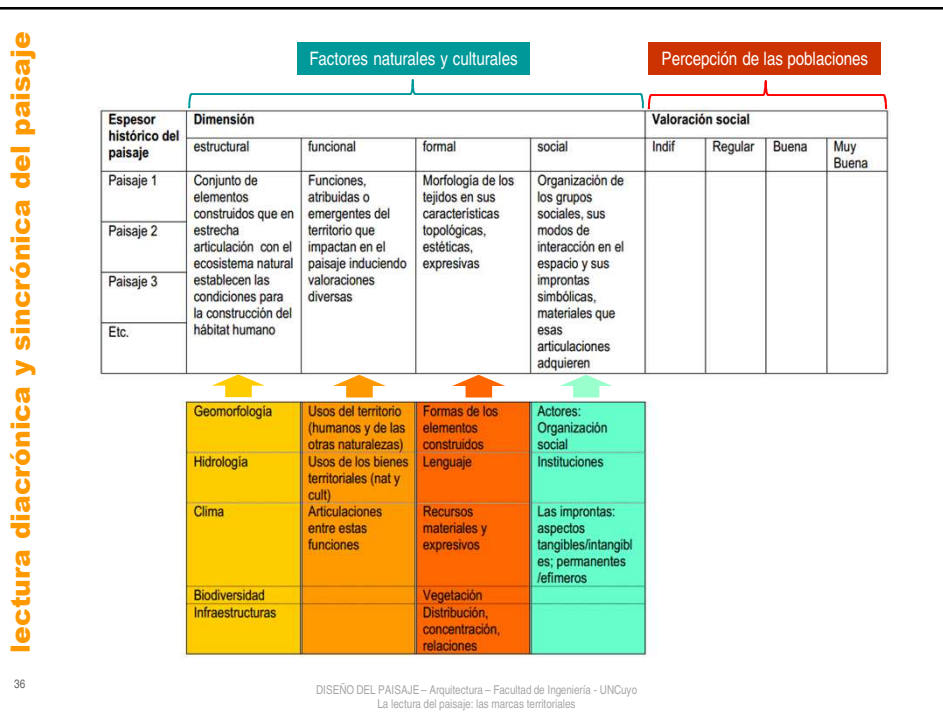 lectura diacrónica y sincrónica del paisaje
Factores naturales y culturales
Percepción de las poblaciones
Espesor
histórico del
paisaje
Dimensión
Valoración social
estructural
funcional
formal
social
Indif
Regular
Buena
Muy
Buena
Paisaje 1
Paisaje 2
Paisaje 3
Etc.
Conjunto de
elementos
construidos que en
estrecha
articulación con el
ecosistema natural
establecen las
condiciones para
la construcción del
hábitat humano
Funciones,
atribuidas o
emergentes del
territorio que
impactan en el
paisaje induciendo
valoraciones
diversas
Morfología de los
tejidos en sus
características
topológicas,
estéticas,
expresivas
Organización de
los grupos
sociales, sus
modos de
interacción en el
espacio y sus
improntas
simbólicas,
materiales que
esas
articulaciones
adquieren
Geomorfología
Usos del territorio
(humanos y de las
otras naturalezas)
Formas de los
elementos
construidos
Actores:
Organización
social
Hidrología
Usos de los bienes
territoriales (nat y
cult)
Lenguaje
Instituciones
Clima
Articulaciones
entre estas
funciones
Recursos
materiales y
expresivos
Las improntas:
aspectos
tangibles/intangibl
es; permanentes
/efímeros
Biodiversidad
Vegetación
Infraestructuras
Distribución,
concentración,
relaciones
36
DISEÑO DEL PAISAJE – Arquitectura – Facultad de Ingeniería - UNCuyo
La lectura del paisaje: las marcas territoriales